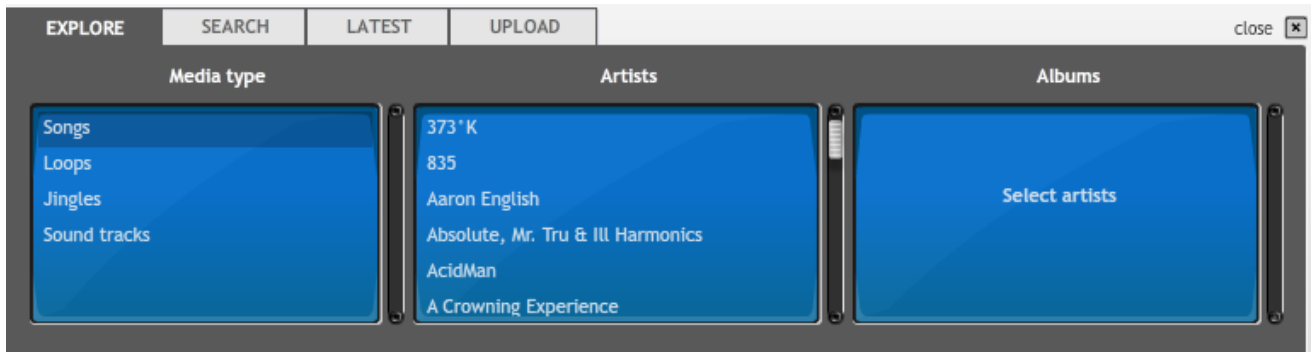 EXPLORE SEARCH LATEST UPLOAD close
Media type
Songs
Loops
Jingles
Sound tracks
Artists
373°K
835
Aaron English
Absolute, Mr. Tru & Ill Harmonics
AcidMan
A Crowning Experience
Albums
Select artists